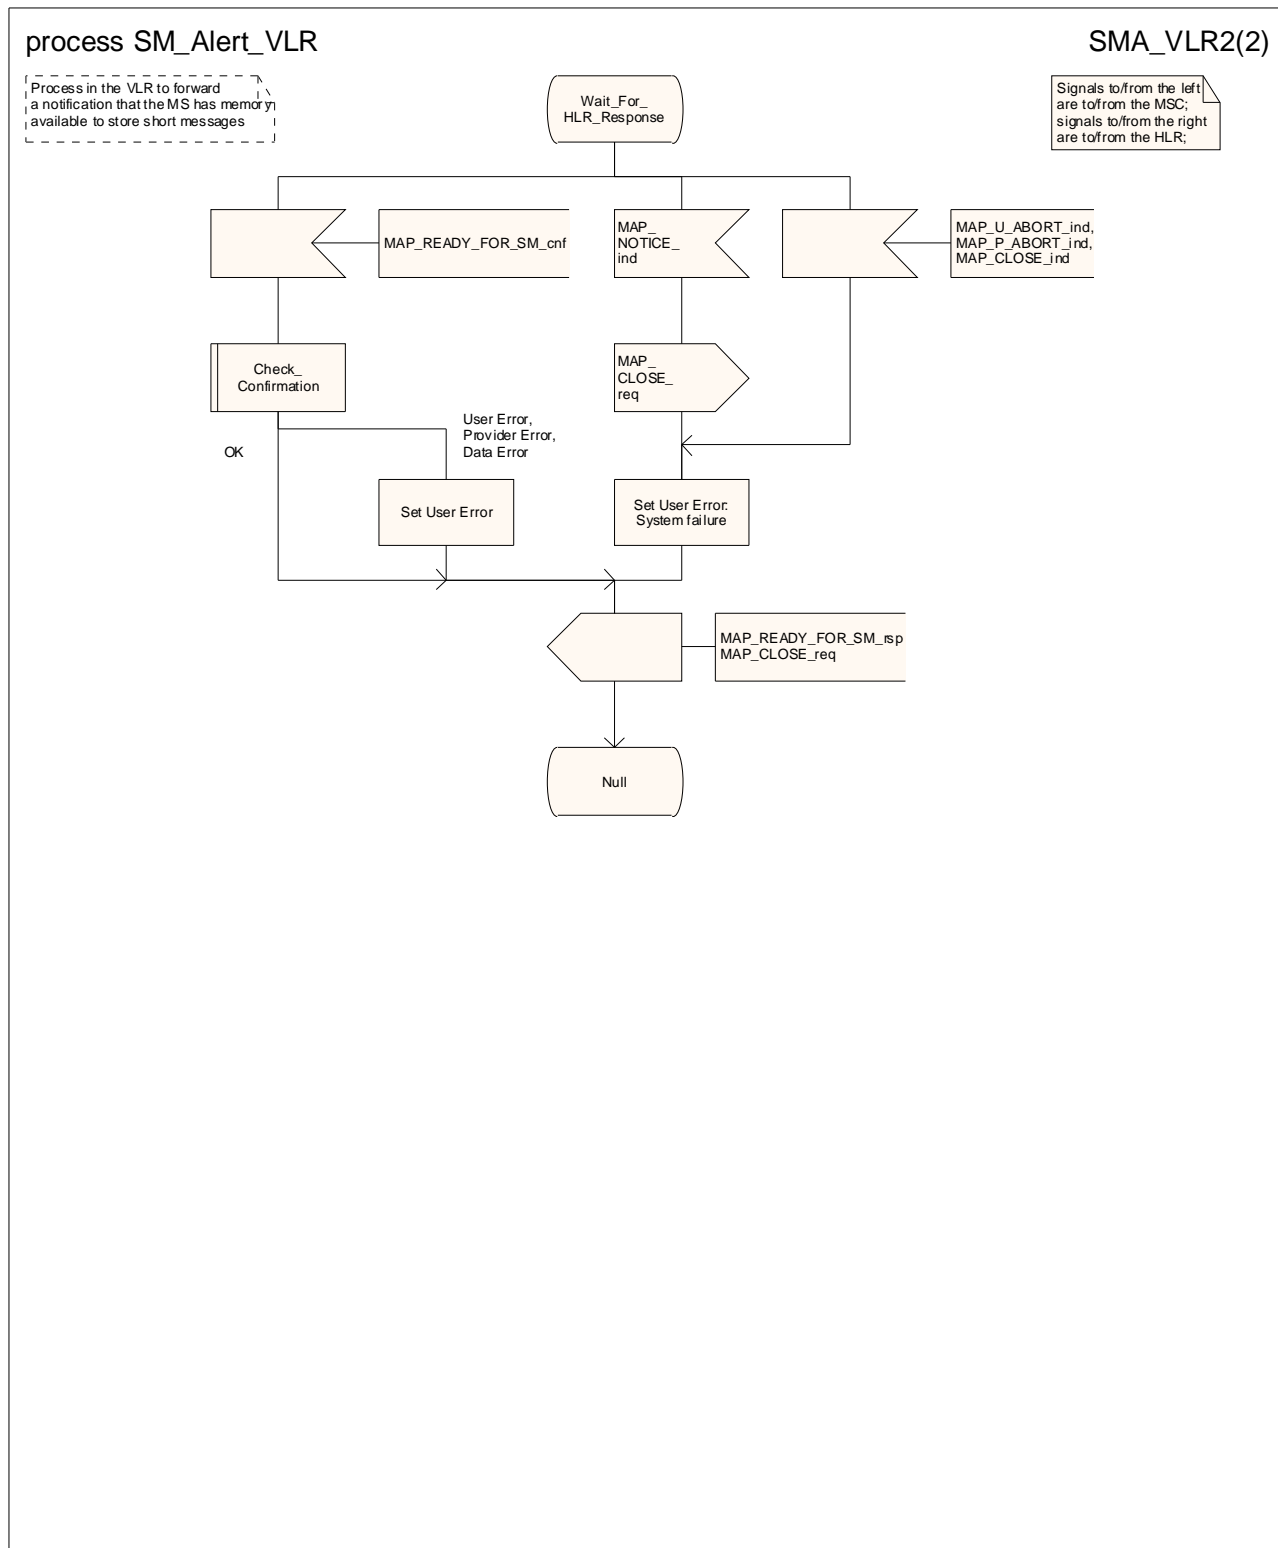 process SM_Alert_VLR
SMA_VLR2(2)
Process in the VLR to forward
a notification that the MS has memory
available to store short messages
Wait_For_
HLR_Response
Signals to/from the left
are to/from the MSC;
signals to/from the right
are to/from the HLR;
MAP_READY_FOR_SM_cnf
MAP_
NOTICE_
ind
MAP_U_ABORT_ind,
MAP_P_ABORT_ind,
MAP_CLOSE_ind
Check_
Confirmation
MAP_
CLOSE_
req
OK
User Error,
Provider Error,
Data Error
Set User Error
Set User Error:
System failure
MAP_READY_FOR_SM_rsp
MAP_CLOSE_req
Null